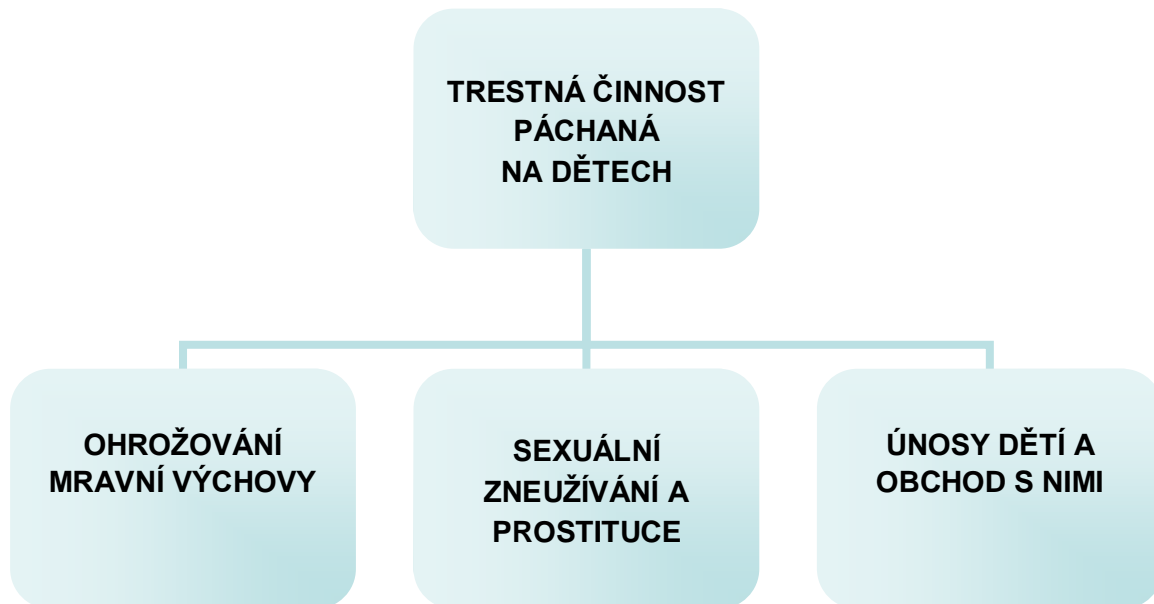 TRESTNÁ ČINNOST
PÁCHANÁ
NA DĚTECH
OHROŽOVÁNÍ
MRAVNÍ VÝCHOVY
SEXUÁLNÍ
ZNEUŽÍVÁNÍ A
PROSTITUCE
ÚNOSY DĚTÍ A
OBCHOD S NIMI